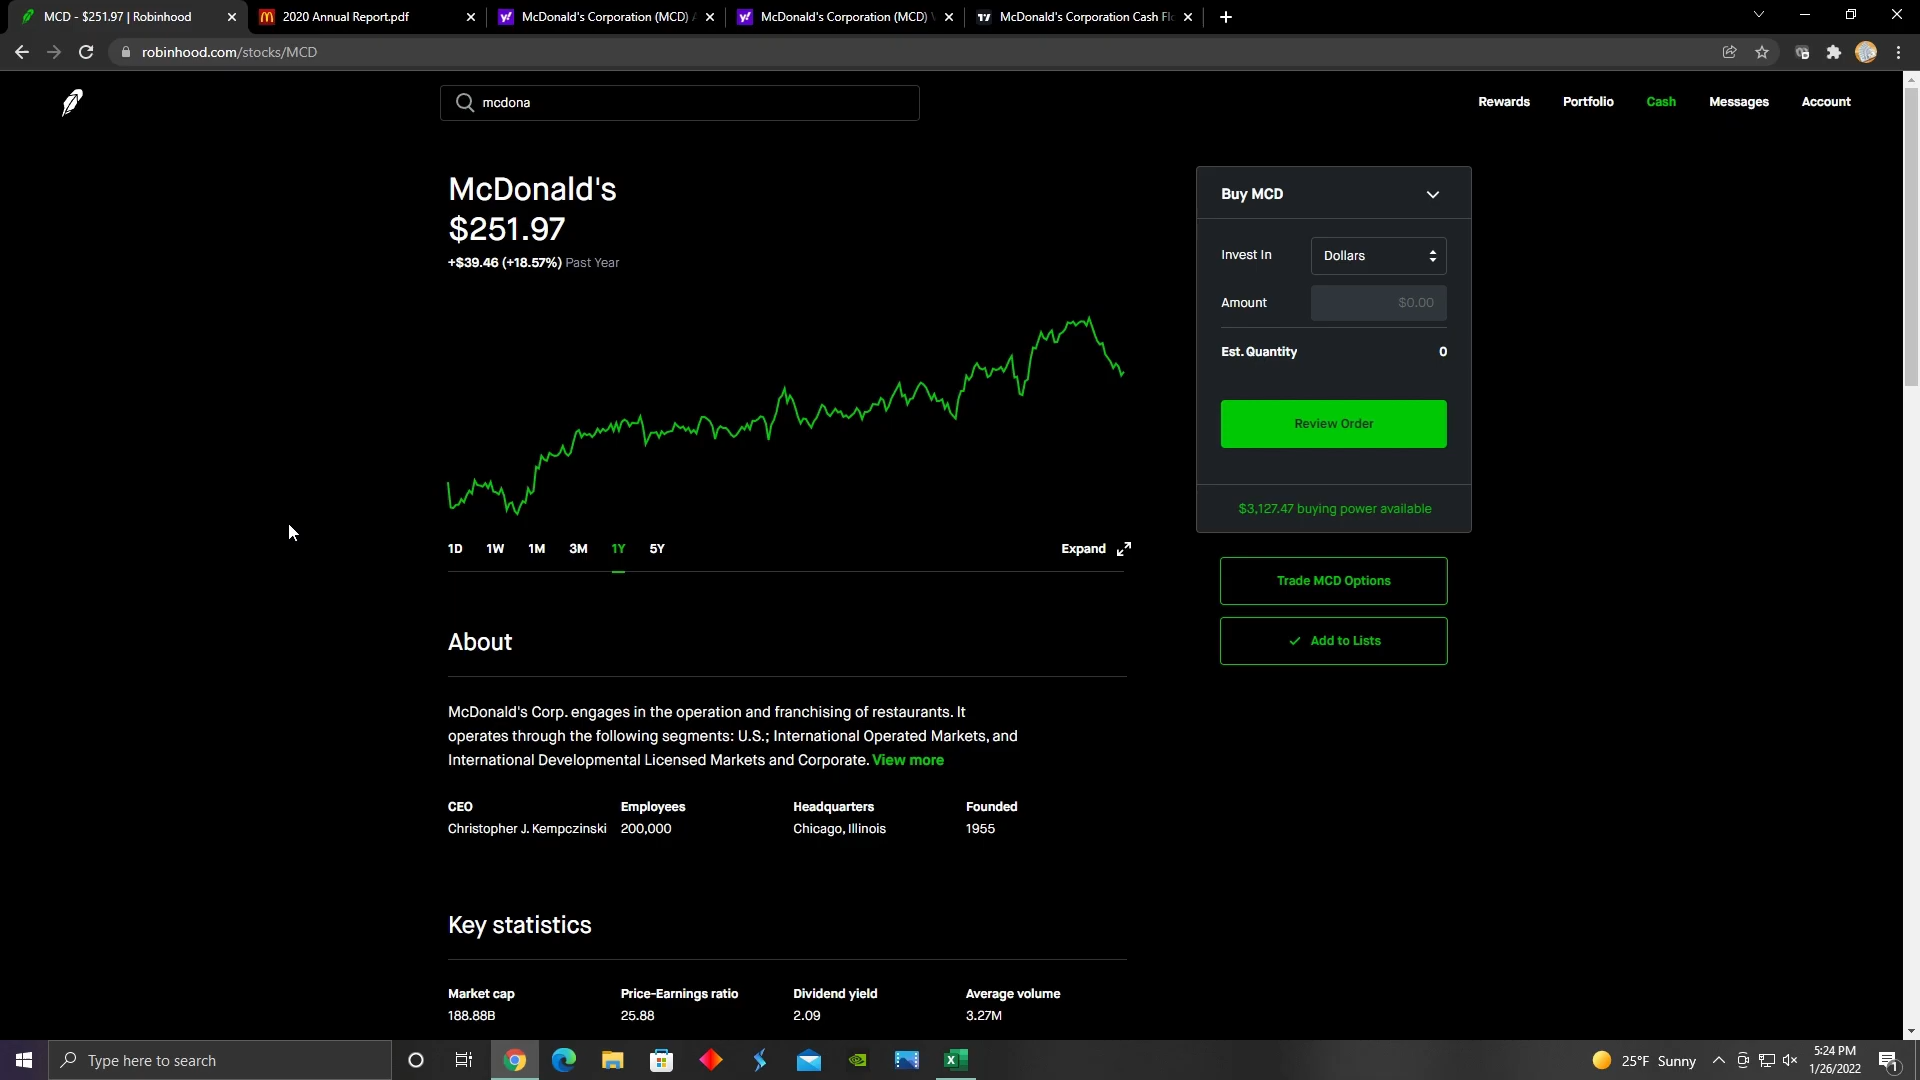 MCD - $251.97 | Robinhood
2020 Annual Report.pdf
McDonald's Corporation (MCD)
McDonald's Corporation (MCD)
McDonald's Corporation Cash Flo
robinhood.com/stocks/MCD
mcdona
Rewards
Portfolio
Cash
Messages
Account
McDonald's
$251.97
+$39.46 (+18.57%) Past Year
1D 1W 1M 3M 1Y 5Y
Expand
Buy MCD
Invest In Dollars
Amount $0.00
Est. Quantity 0
Review Order
$3,127.47 buying power available
Trade MCD Options
Add to Lists
About
McDonald's Corp. engages in the operation and franchising of restaurants. It
operates through the following segments: U.S.; International Operated Markets, and
International Developmental Licensed Markets and Corporate. View more
CEO Employees Headquarters Founded
Christopher J. Kempczinski 200,000 Chicago, Illinois 1955
Key statistics
Market cap Price-Earnings ratio Dividend yield Average volume
188.88B 25.88 2.09 3.27M
Type here to search
25°F Sunny
5:24 PM
1/26/2022
1